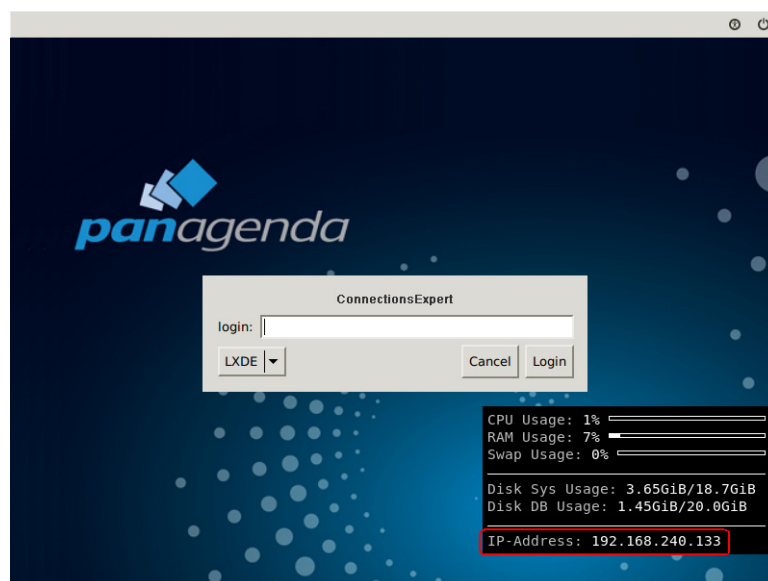 panagenda
ConnectionsExpert
login:
LXDE
Cancel Login
CPU Usage: 1%
RAM Usage: 7%
Swap Usage: 0%
Disk Sys Usage: 3.65GiB/18.7GiB
Disk DB Usage: 1.45GiB/20.0GiB
IP-Address: 192.168.240.133